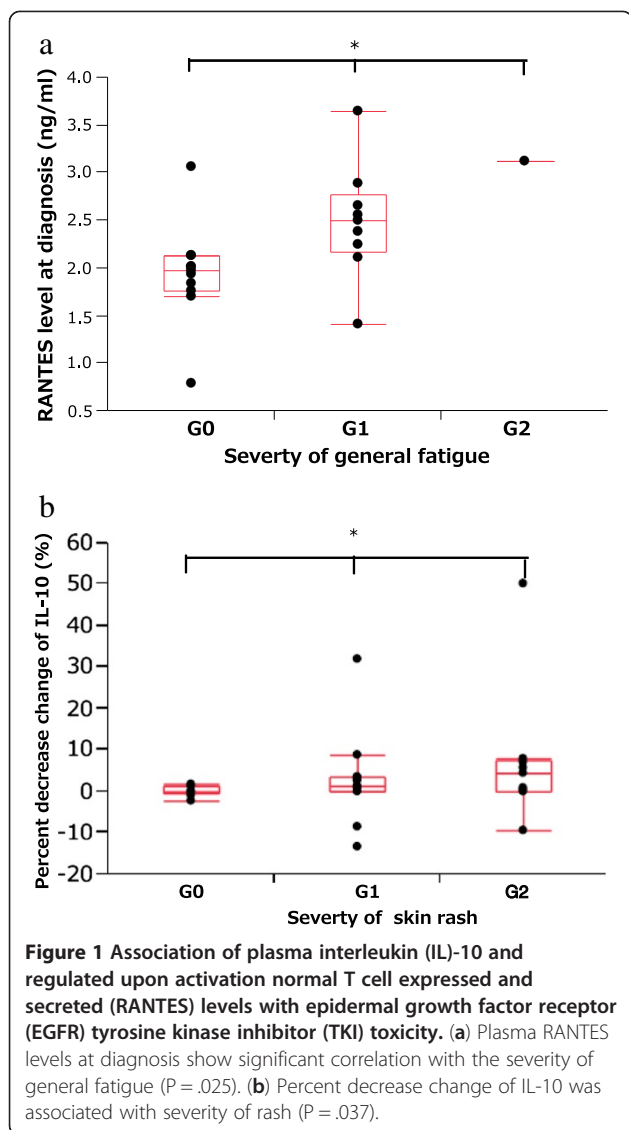 a
*
4.0
3.5
3.0
2.5
2.0
1.5
1.0
0.5
RANTES level at diagnosis (ng/ml)
G0 G1 G2
Severty of general fatigue
b
*
60
50
40
30
20
10
0
-10
-20
Percent decrease change of IL-10 (%)
G0 G1 G2
Severty of skin rash
Figure 1 Association of plasma interleukin (IL)-10 and
regulated upon activation normal T cell expressed and
secreted (RANTES) levels with epidermal growth factor receptor
(EGFR) tyrosine kinase inhibitor (TKI) toxicity. (a) Plasma RANTES
levels at diagnosis show significant correlation with the severity of
general fatigue (P = .025). (b) Percent decrease change of IL-10 was
associated with severity of rash (P = .037).